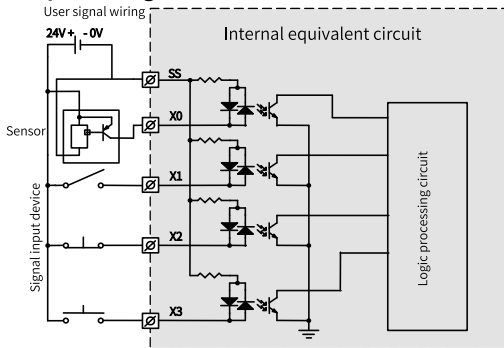 User signal wiring
24V + - 0V
Internal equivalent circuit
SS
X0
Sensor
X1
Signal input device
X2
Logic processing circuit
X3